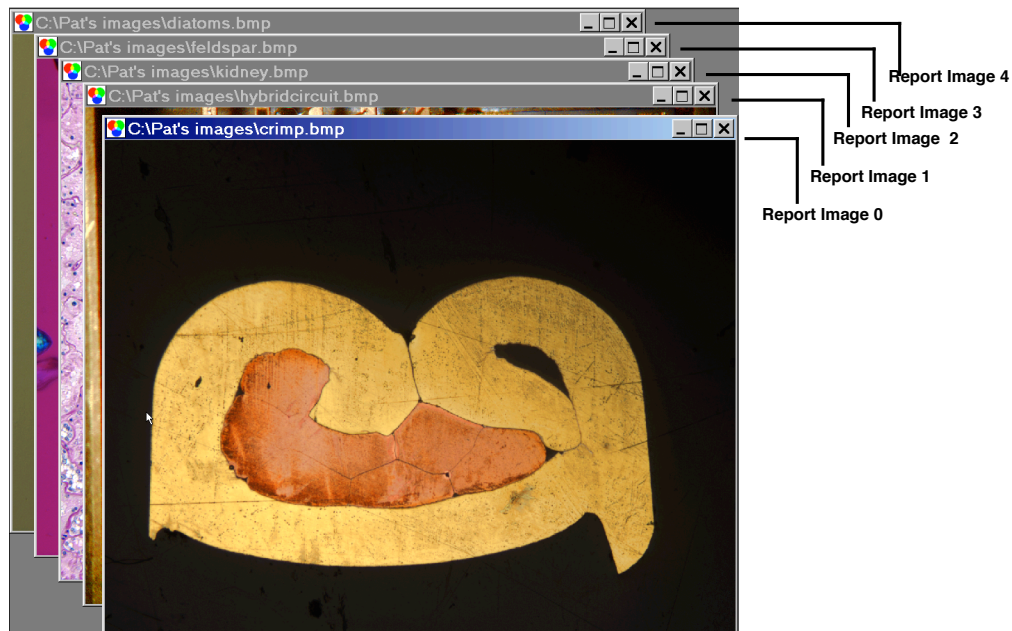 C:\Pat's images\diatoms.bmp
C:\Pat's images\feldspar.bmp
C:\Pat's images\kidney.bmp
C:\Pat's images\hybridcircuit.bmp
C:\Pat's images\crimp.bmp
Report Image 4
Report Image 3
Report Image  2
Report Image 1
Report Image 0